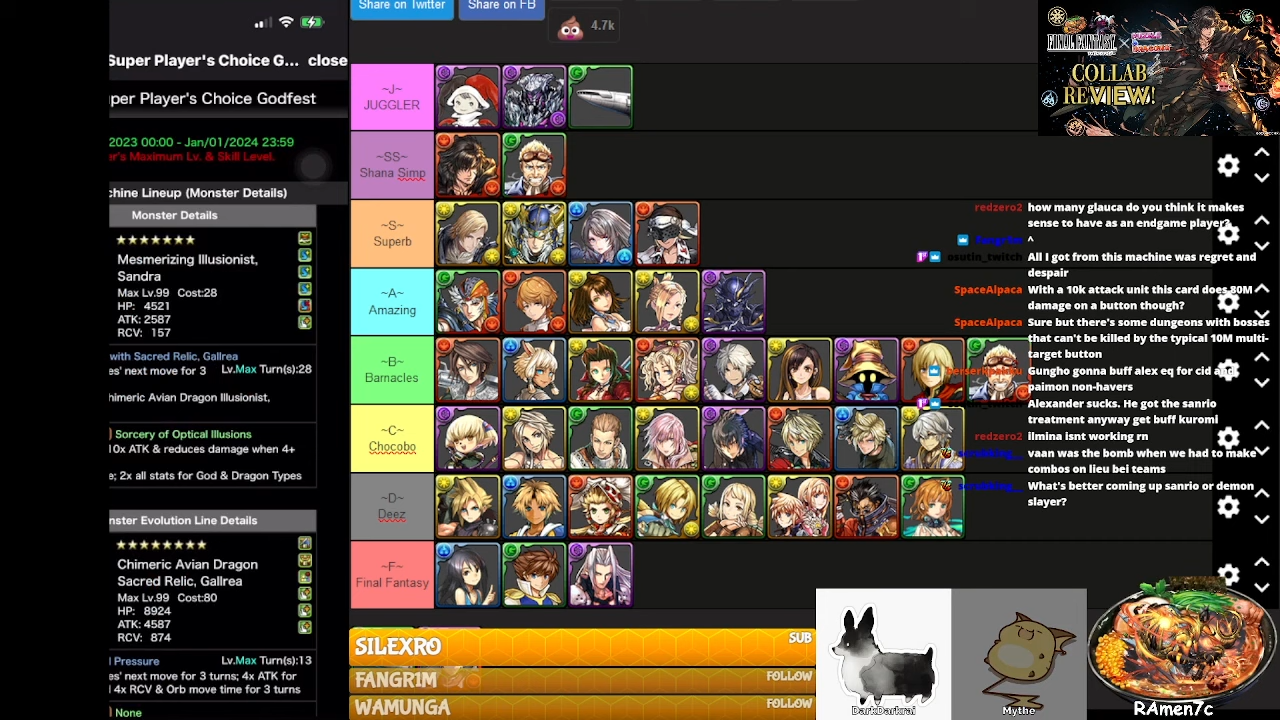 Share on Twitter
Share on FB
4.7k
Super Player's Choice G... close
uper Player's Choice Godfest
2023 00:00 - Jan/01/2024 23:59
r's Maximum Lv. & Skill Level.
chine Lineup (Monster Details)
Monster Details
Mesmerizing Illusionist,
Sandra
Max Lv.99 Cost:28
HP: 4521
ATK: 2587
RCV: 157
with Sacred Relic, Gallrea
es' next move for 3 Lv.Max Turn(s):28
himeric Avian Dragon Illusionist,
Sorcery of Optical Illusions
10x ATK & reduces damage when 4+
e; 2x all stats for God & Dragon Types
nster Evolution Line Details
Chimeric Avian Dragon
Sacred Relic, Gallrea
Max Lv.99 Cost:80
HP: 8924
ATK: 4587
RCV: 874
Pressure Lv.Max Turn(s):13
es' next move for 3 turns; 4x ATK for
4x RCV & Orb move time for 3 turns
None
~J~
JUGGLER
~SS~
Shana Simp
~S~
Superb
~A~
Amazing
~B~
Barnacles
~C~
Chocobo
~D~
Deez
~F~
Final Fantasy
FINAL FANTASY
COLLAB
REVIEW!
redzero2 how many glauca do you think it makes
sense to have as an endgame player?
^
osutin_twitch All I got from this machine was regret and
despair
SpaceAlpaca With a 10k attack unit this card does 80M
damage on a button though?
SpaceAlpaca Sure but there's some dungeons with bosses
that can't be killed by the typical 10M multi-
target button
Gungho gonna buff alex eq for cid and
paimon non-havers
Alexander sucks. He got the sanrio
treatment anyway get buff kuromi
redzero2 ilmina isnt working rn
vaan was the bomb when we had to make
combos on lieu bei teams
What's better coming up sanrio or demon
slayer?
SILEXRO SUB
FANGR1M FOLLOW
WAMUNGA FOLLOW
DarkDarkrai
Mythe
RAmen7c